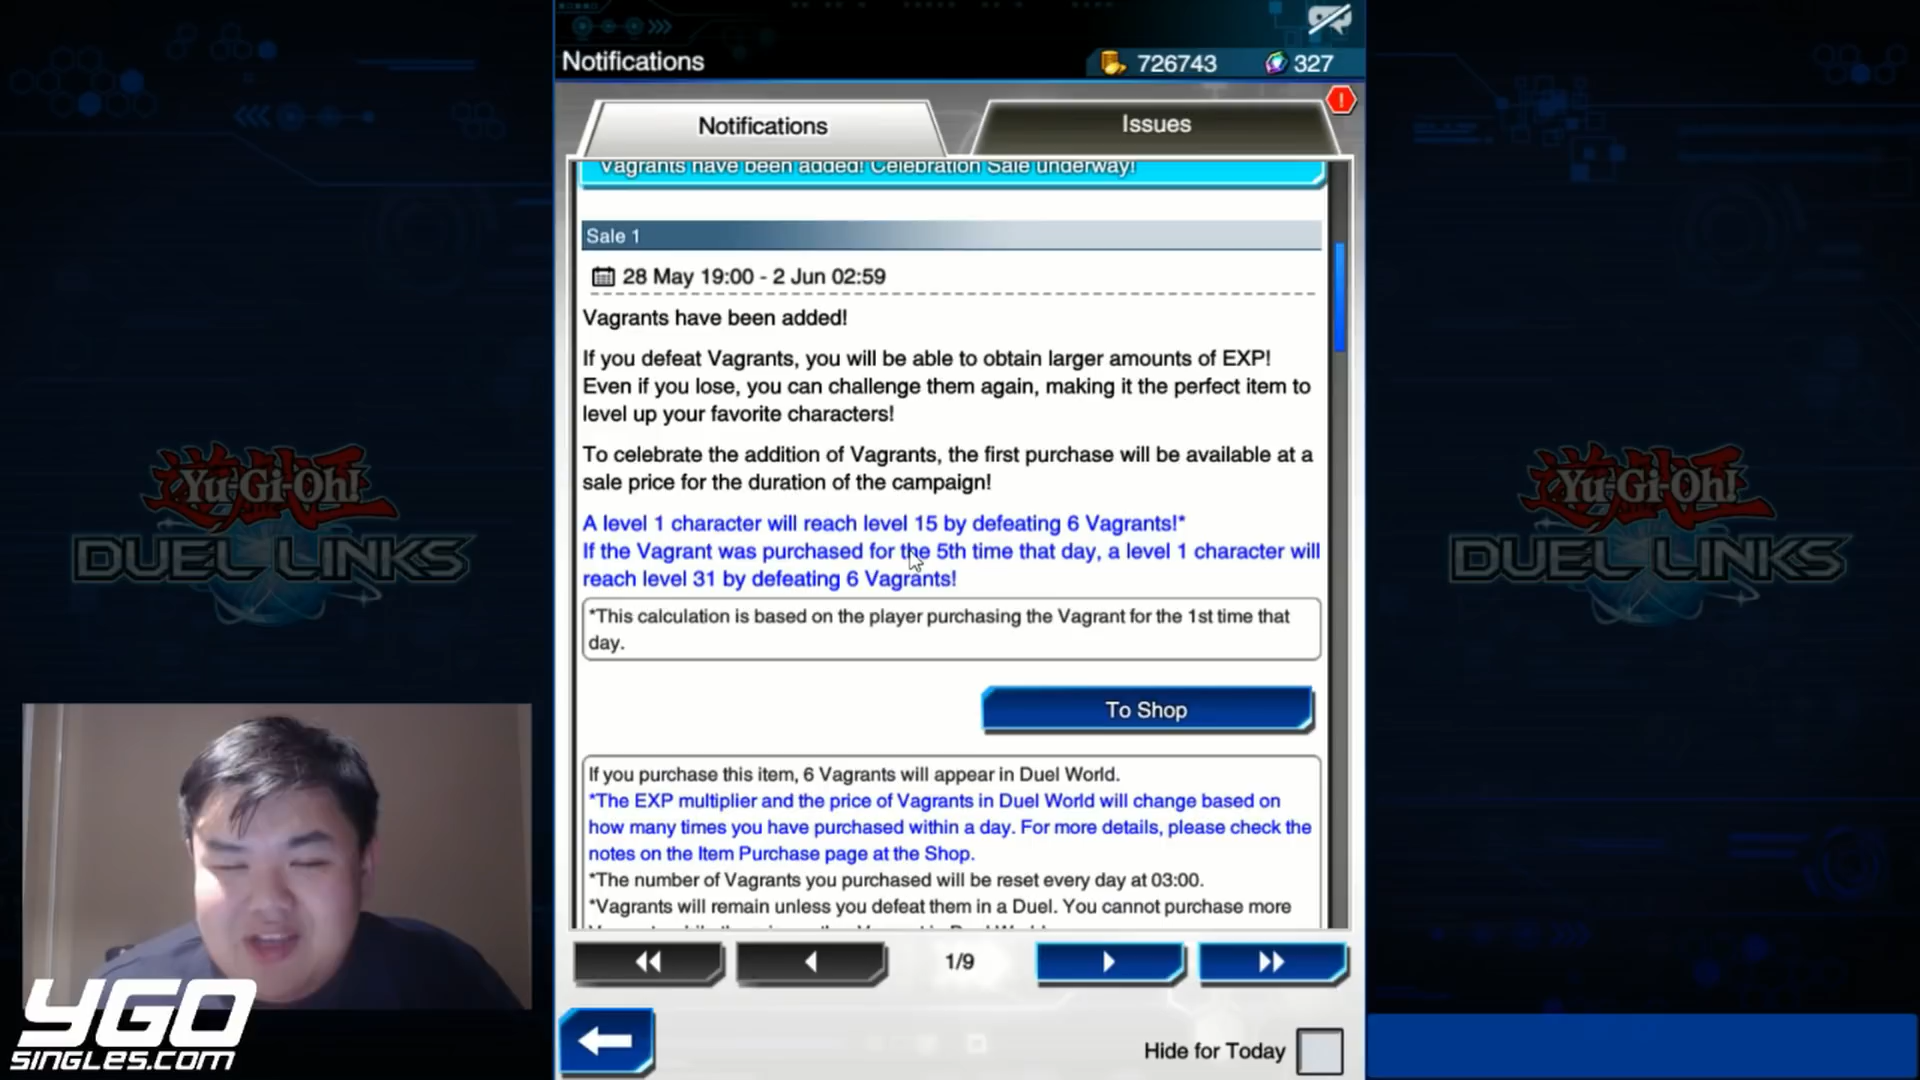 Notifications
726743
327
Notifications
Issues
!
Vagrants have been added! Celebration Sale underway!
Sale 1
28 May 19:00 - 2 Jun 02:59
Vagrants have been added!
If you defeat Vagrants, you will be able to obtain larger amounts of EXP!
Even if you lose, you can challenge them again, making it the perfect item to
level up your favorite characters!
To celebrate the addition of Vagrants, the first purchase will be available at a
sale price for the duration of the campaign!
A level 1 character will reach level 15 by defeating 6 Vagrants!*
If the Vagrant was purchased for the 5th time that day, a level 1 character will
reach level 31 by defeating 6 Vagrants!
*This calculation is based on the player purchasing the Vagrant for the 1st time that
day.
To Shop
If you purchase this item, 6 Vagrants will appear in Duel World.
*The EXP multiplier and the price of Vagrants in Duel World will change based on
how many times you have purchased within a day. For more details, please check the
notes on the Item Purchase page at the Shop.
*The number of Vagrants you purchased will be reset every day at 03:00.
*Vagrants will remain unless you defeat them in a Duel. You cannot purchase more
1/9
Hide for Today
Yu-Gi-Oh!
DUEL LINKS
Yu-Gi-Oh!
DUEL LINKS
YGO
SINGLES.COM